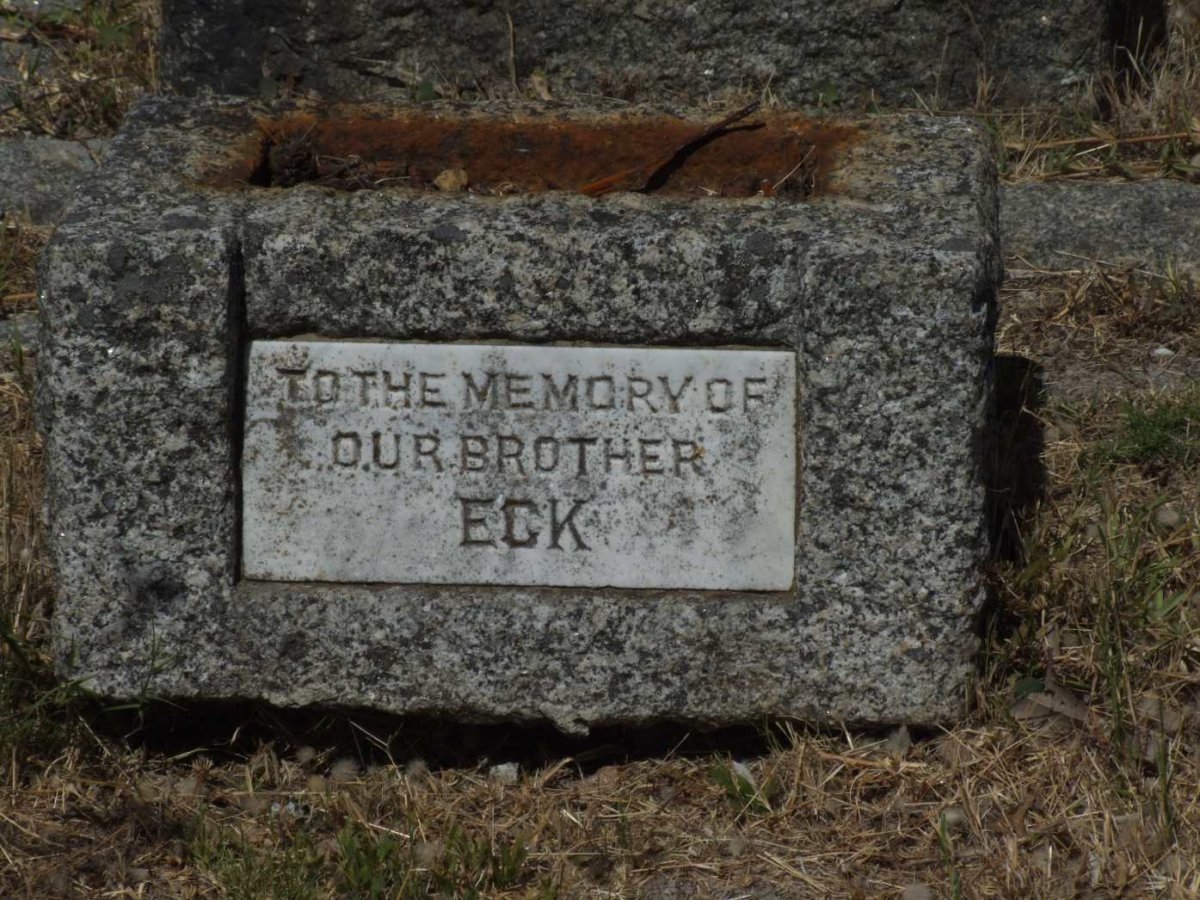 TO THE MEMORY OF
OUR BROTHER
ECK